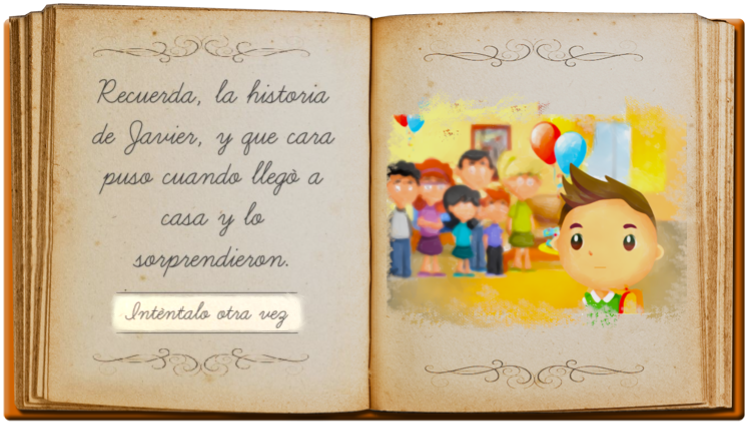 Recuerda, la historia
de Javier, y que cara
puso cuando llegò a
casa y lo
sorprendieron.
Intèntalo otra vez